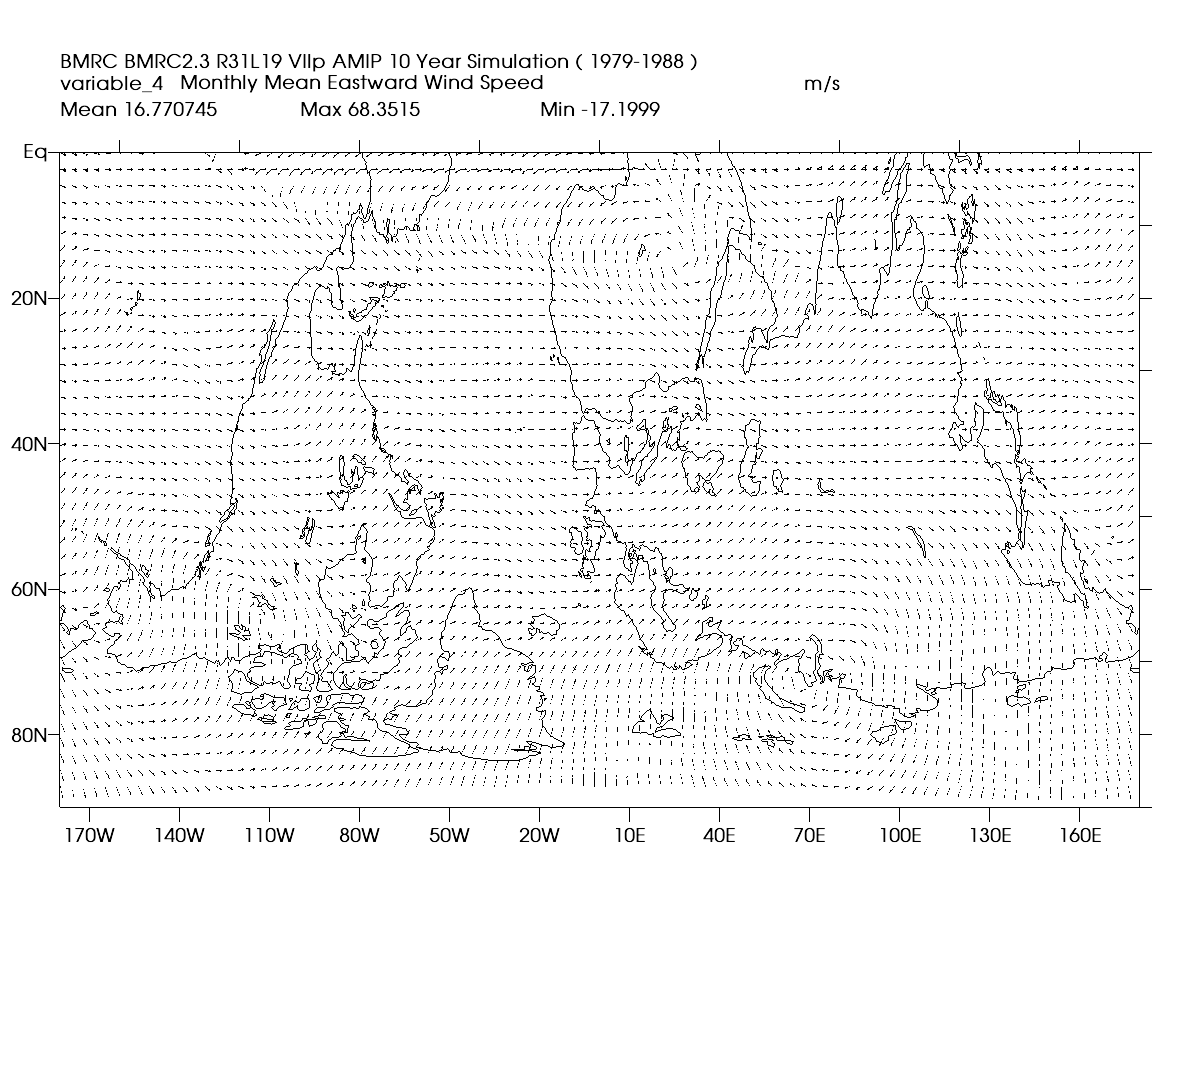 BMRC BMRC2.3 R31L19 VIIp AMIP 10 Year Simulation ( 1979-1988 )
variable_4 Monthly Mean Eastward Wind Speed m/s
Mean 16.770745 Max 68.3515 Min -17.1999
Eq
20N
40N
60N
80N
170W 140W 110W 80W 50W 20W 10E 40E 70E 100E 130E 160E